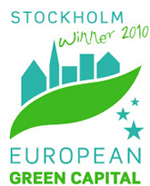 STOCKHOLM
Winner 2010
EUROPEAN
GREEN CAPITAL